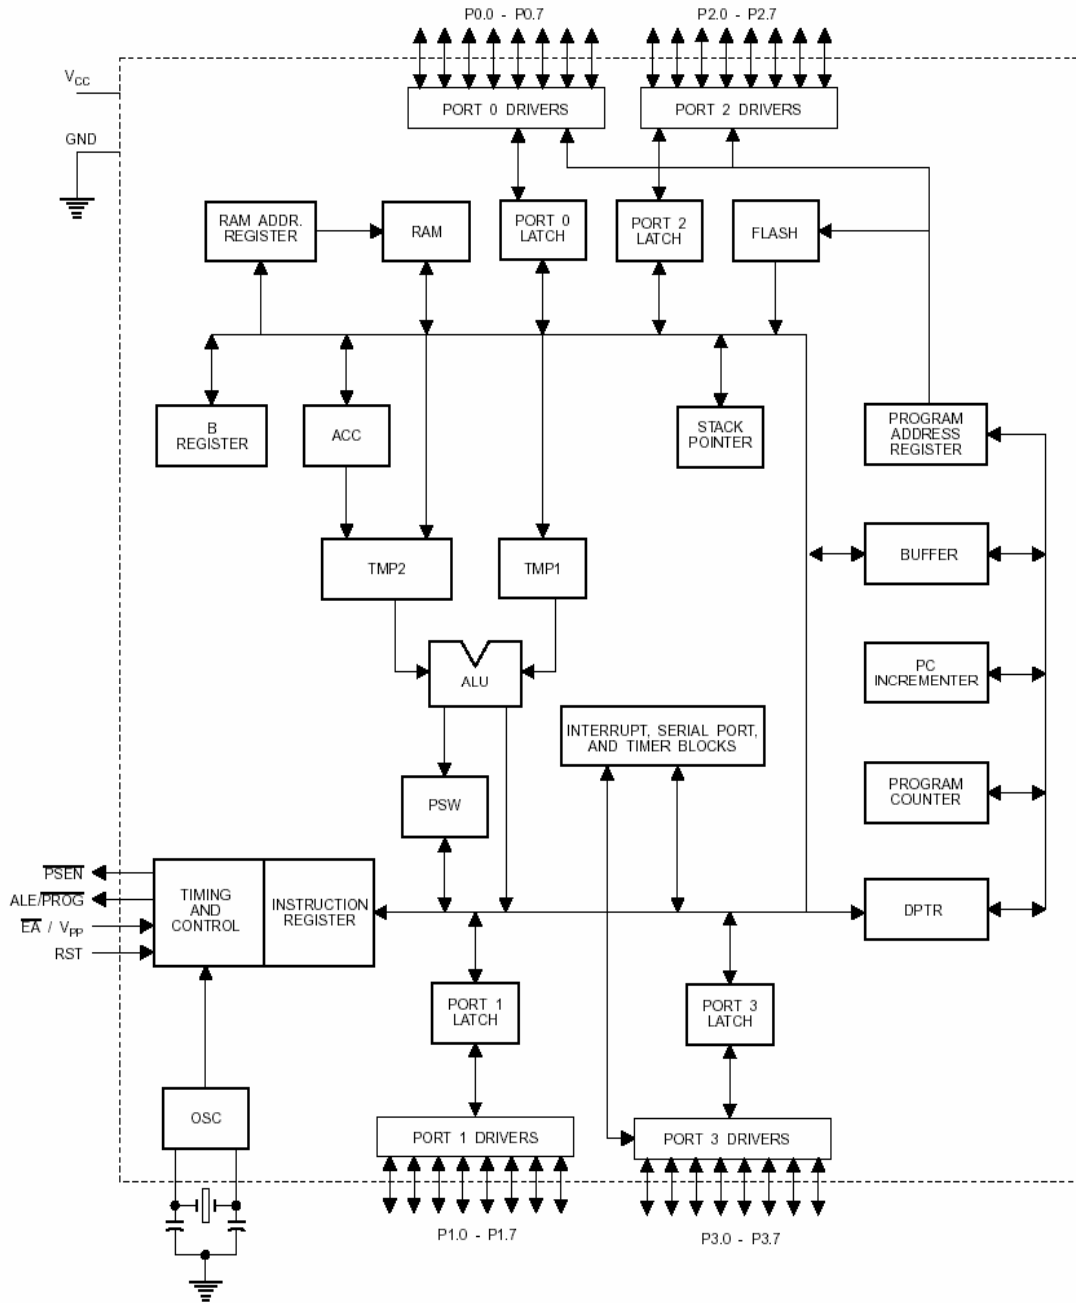 P0.0 - P0.7
P2.0 - P2.7
VCC
PORT 0 DRIVERS
PORT 2 DRIVERS
GND
RAM ADDR.
REGISTER
RAM
PORT 0
LATCH
PORT 2
LATCH
FLASH
B
REGISTER
ACC
STACK
POINTER
PROGRAM
ADDRESS
REGISTER
BUFFER
TMP2
TMP1
ALU
PC
INCREMENTER
INTERRUPT, SERIAL PORT,
AND TIMER BLOCKS
PSW
PROGRAM
COUNTER
PSEN
ALE/PROG
EA / VPP
RST
TIMING
AND
CONTROL
INSTRUCTION
REGISTER
DPTR
PORT 1
LATCH
PORT 3
LATCH
OSC
PORT 1 DRIVERS
PORT 3 DRIVERS
P1.0 - P1.7
P3.0 - P3.7